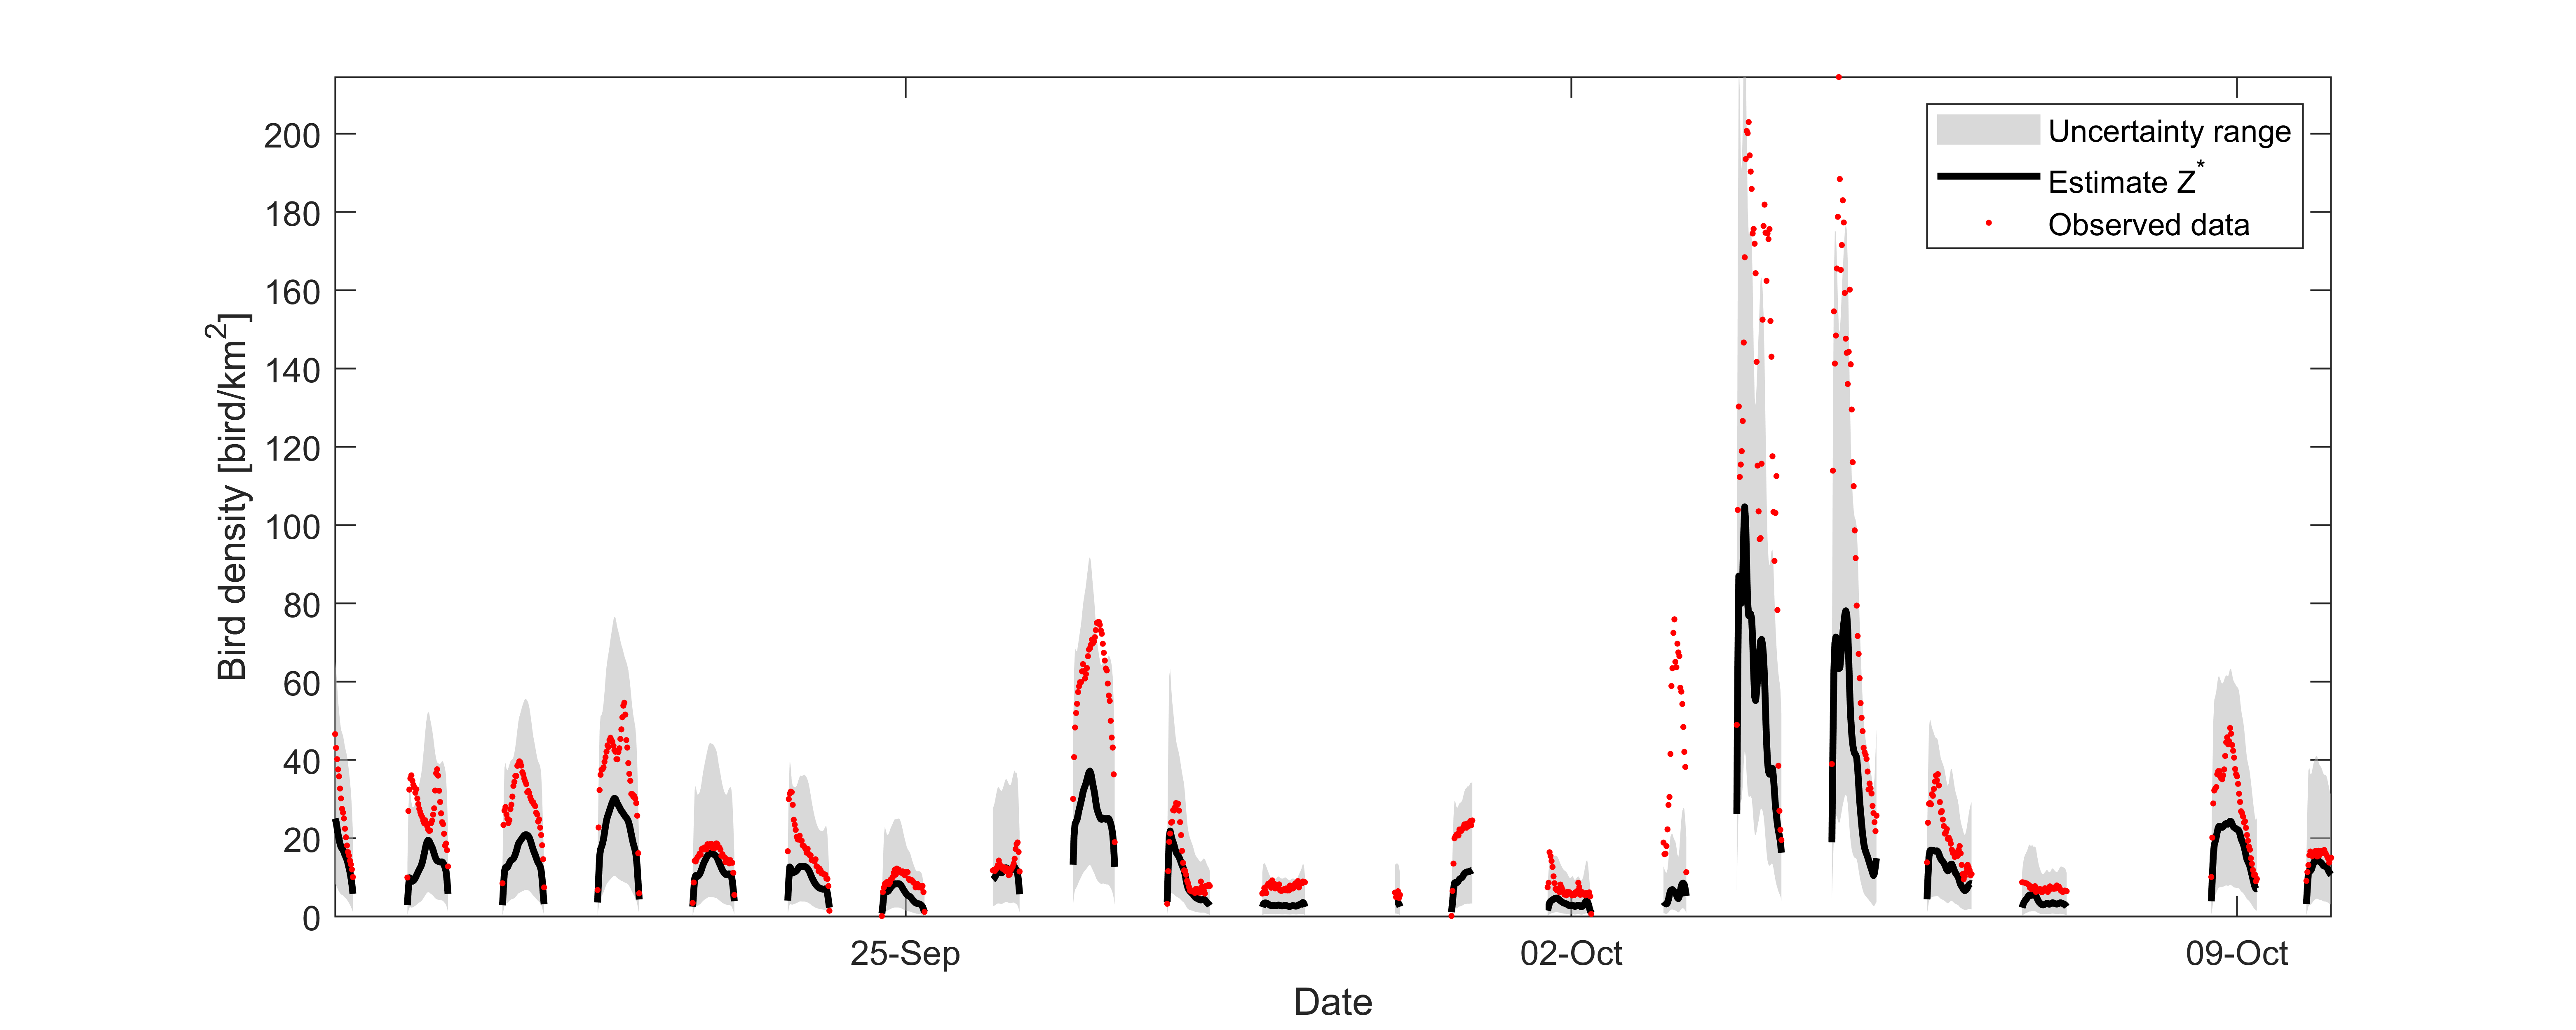 Bird density [bird/km²]
200
180
160
140
120
100
80
60
40
20
0
25-Sep
02-Oct
09-Oct
Date
Uncertainty range
Estimate Z*
Observed data